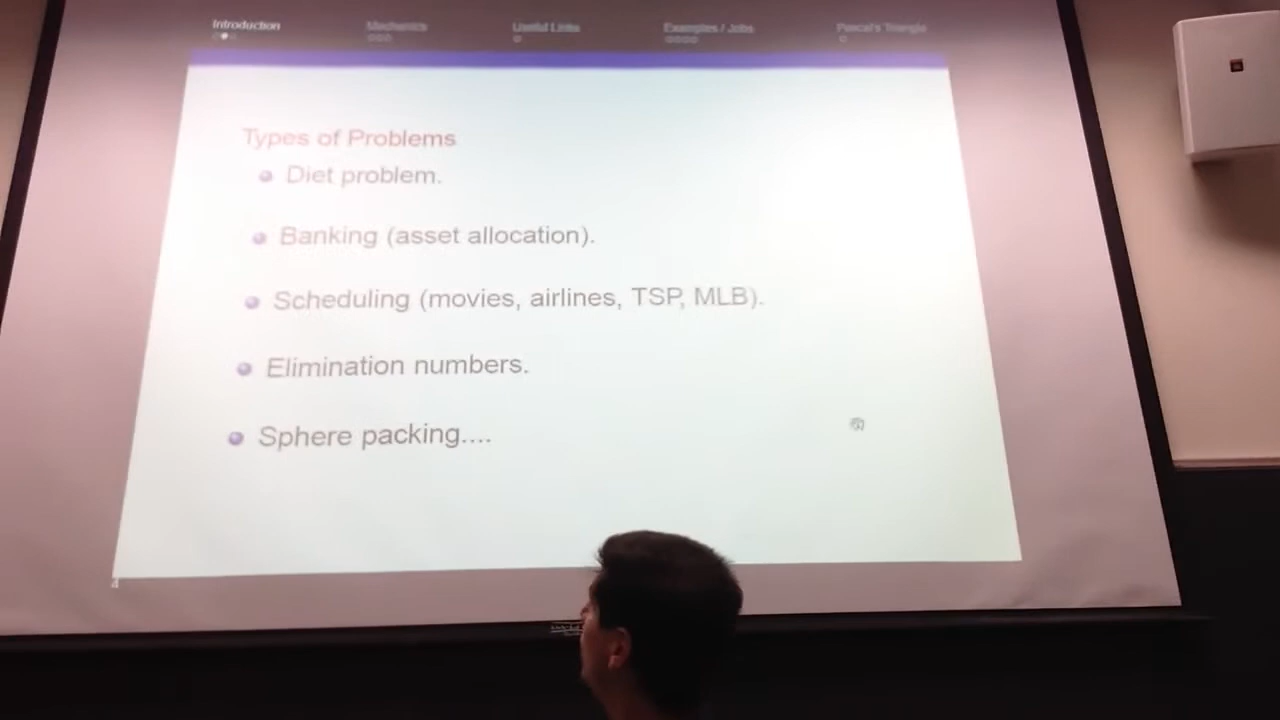 Introduction
Mechanics
Useful Links
Examples / Jobs
Pascal's Triangle
Types of Problems
Diet problem.
Banking (asset allocation).
Scheduling (movies, airlines, TSP, MLB).
Elimination numbers.
Sphere packing....